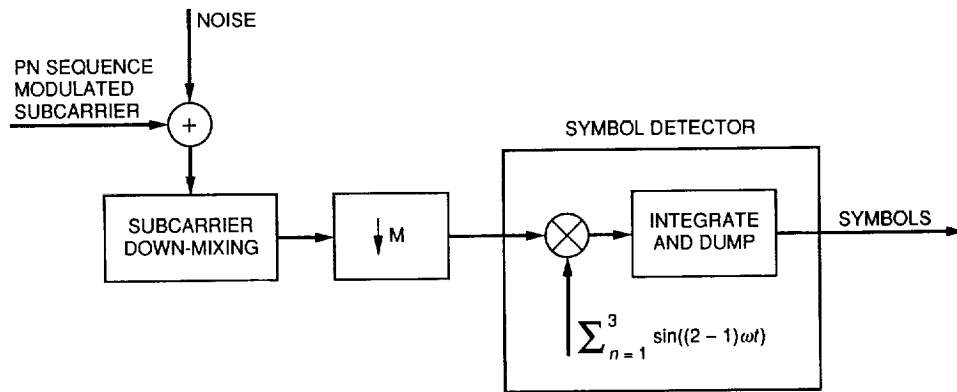 NOISE
PN SEQUENCE
MODULATED
SUBCARRIER
+
SYMBOL DETECTOR
SUBCARRIER
DOWN-MIXING
↓ M
INTEGRATE
AND DUMP
SYMBOLS
∑ 3 n = 1 sin((2 – 1)ωt)